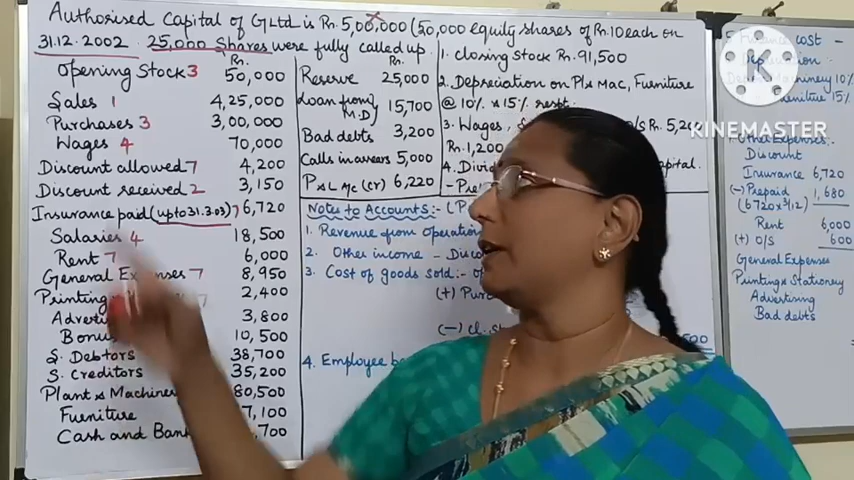 Authorised Capital of G Ltd is Rs. 5,00,000 (50,000 equity shares of Rs. 10 each on
31.12.2002. 25,000 Shares were fully called up.
Rs.
Opening Stock 3 50,000
Sales 1 4,25,000
Purchases 3 3,00,000
Wages 4 70,000
Discount allowed 7 4,200
Discount received 2 3,150
Insurance paid (upto 31.3.03) 7 6,720
Salaries 4 18,500
Rent 7 6,000
General Expenses 7 8,950
Printing 2,400
3,800
Bonus 10,500
S. Debtors 38,700
S. Creditors 35,200
Plant & Machinery 80,500
Furniture 7,100
Cash and Bank ,700
Rs.
Reserve 25,000
Loan from M.D 15,700
Bad debts 3,200
Calls in arrears 5,000
P & L A/c (cr) 6,220
1. closing stock Rs. 91,500
2. Depreciation on Pl & Mac, Furniture
@ 10% & 15% rest.
3. Wages, O/s Rs. 5,200
Rs. 1,200
4. capital.
Notes to Accounts:-
1. Revenue from operation
2. Other income -
3. Cost of goods sold:-
(+)
(-) cl. 500
4. Employee
cost -
Depreciation
Machinery 10%
15%
Other Expenses:
Discount
Insurance 6,720
(-) Prepaid 1,680
(6720 x 3/12)
Rent 6,000
(+) O/S 600
General Expenses
Printing & Stationary
Advertising
Bad debts
K
KINEMASTER